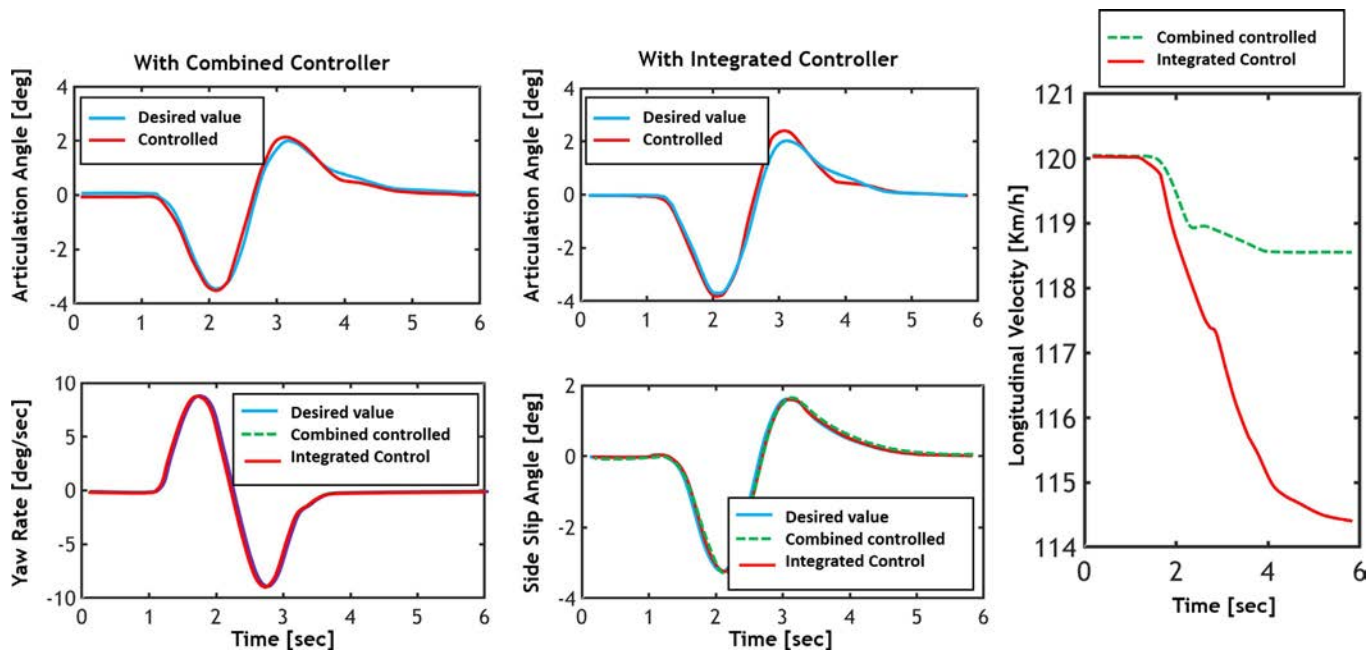 With Combined Controller
Articulation Angle [deg]
4
2
0
-2
-4
Desired value
Controlled
0 1 2 3 4 5 6
With Integrated Controller
Articulation Angle [deg]
4
2
0
-2
-4
Desired value
Controlled
0 1 2 3 4 5 6
Yaw Rate [deg/sec]
10
5
0
-5
-10
Desired value
Combined controlled
Integrated Control
0 1 2 3 4 5 6
Time [sec]
Side Slip Angle [deg]
2
0
-2
-4
Desired value
Combined controlled
Integrated Control
0 1 2 3 4 5 6
Time [sec]
Combined controlled
Integrated Control
Longitudinal Velocity [Km/h]
121
120
119
118
117
116
115
114
0 2 4 6
Time [sec]